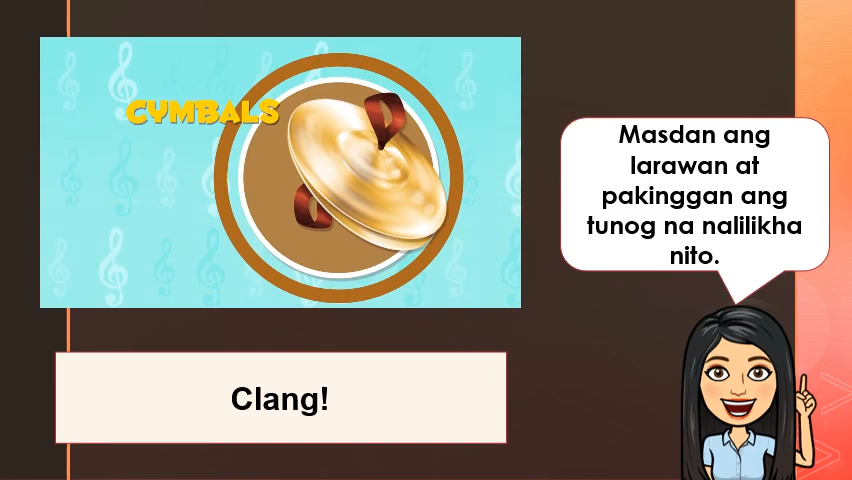 CYMBALS
Masdan ang
larawan at
pakinggan ang
tunog na nalilikha
nito.
Clang!